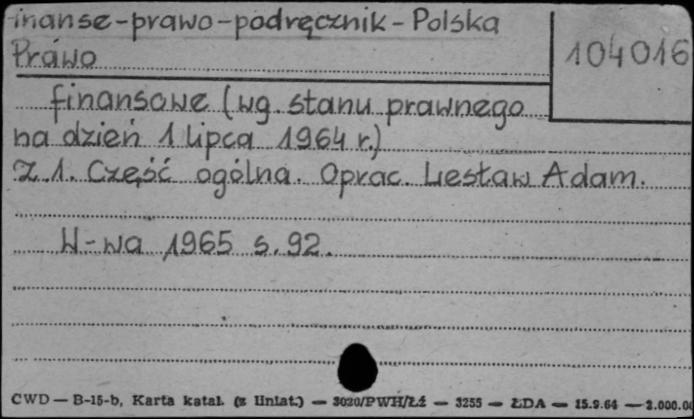 inanse-prawo-podręcznik-Polska
104016
Prawo
finansowe (wg. stanu prawnego
na dzień 1 lipca 1964 r.)
Z 1. Część ogólna. Oprac. Lesław Adam.
W-wa 1965 s. 92.
CWD — B-15-b, Karta katal. (z liniat.) — 3020/PWH/Łź — 3255 — ŁDA — 15.9.64 — 2.000.00